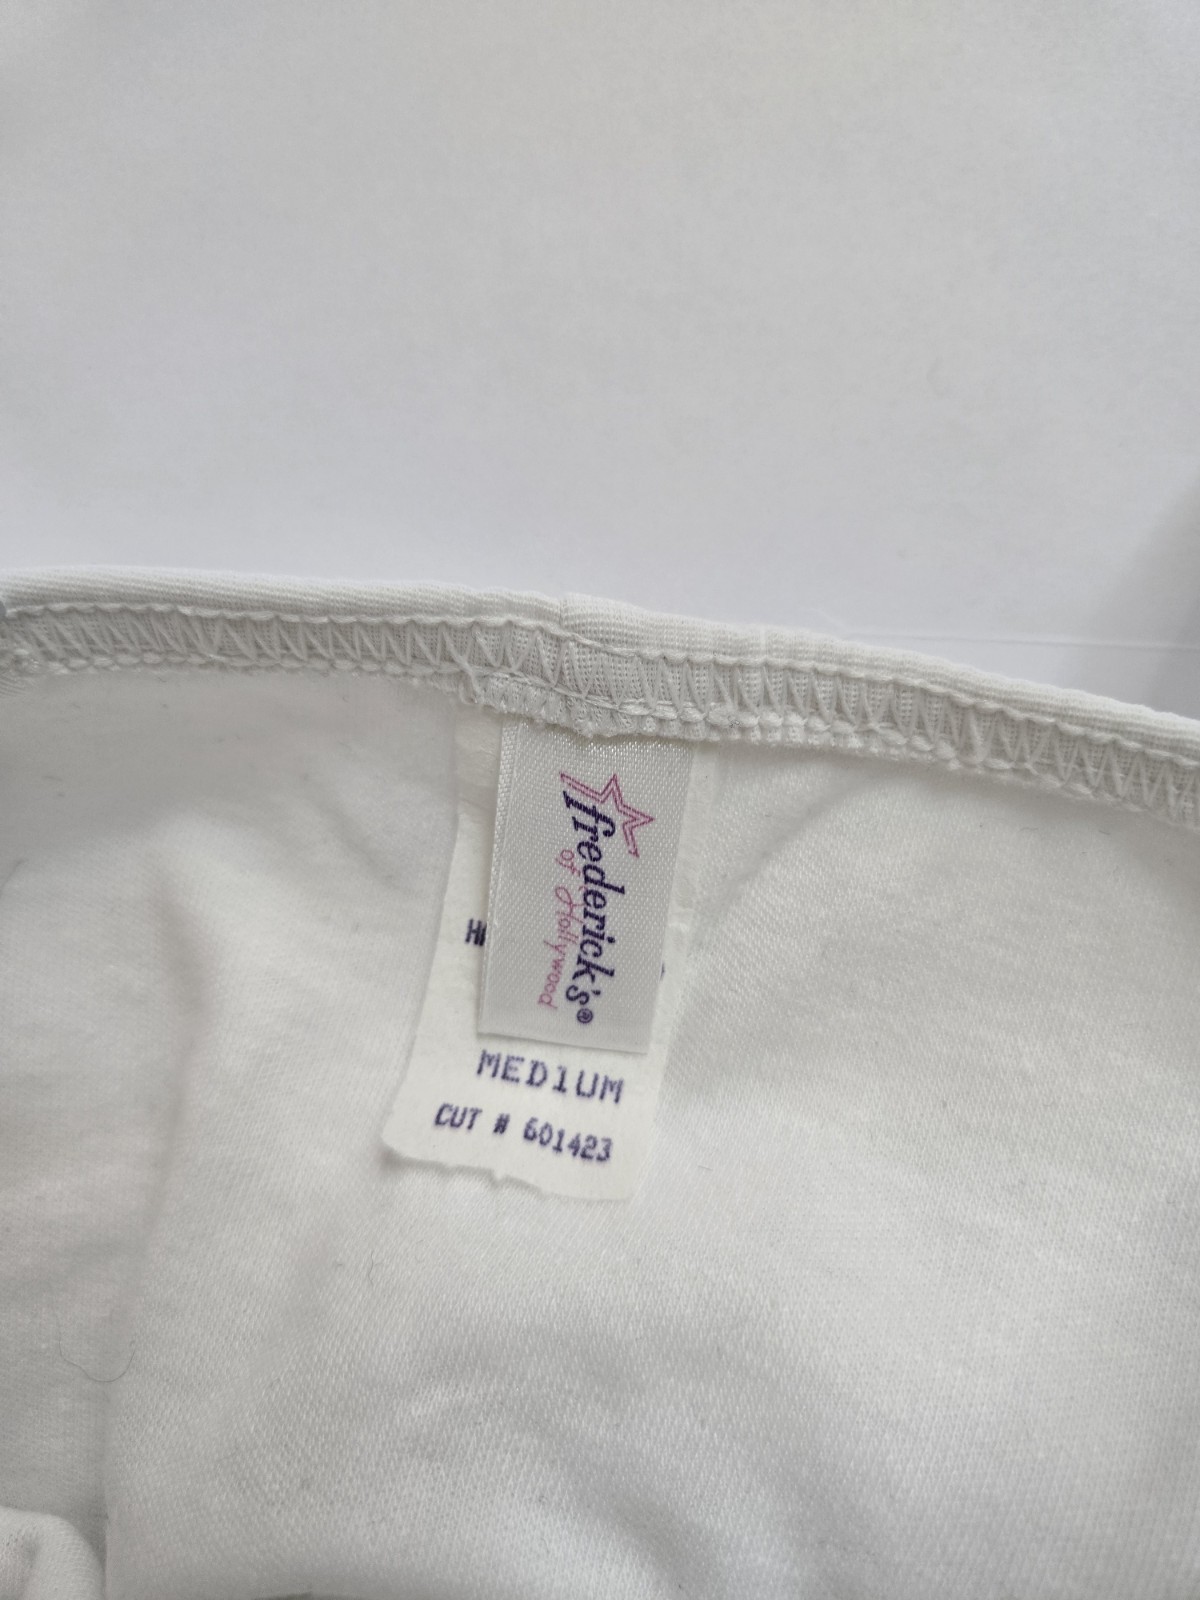 frederick's®
of Hollywood
MEDIUM
CUT # 601423